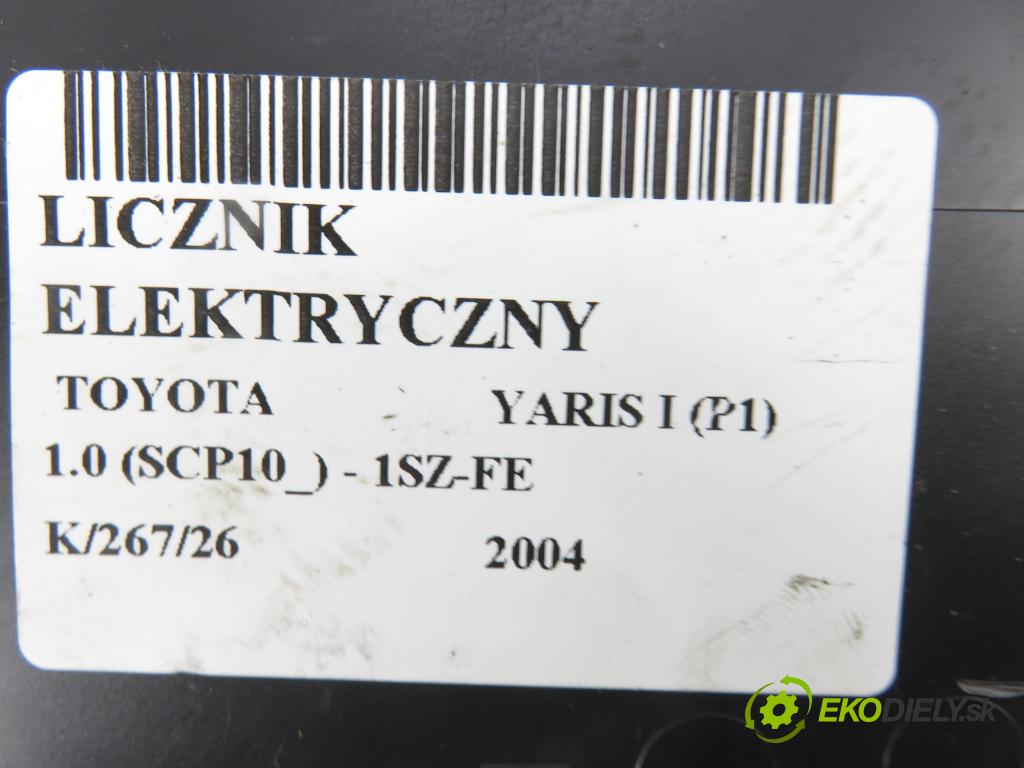 LICZNIK
ELEKTRYCZNY
TOYOTA YARIS I (P1)
1.0 (SCP10_) - 1SZ-FE
K/267/26 2004
EKODIELY.sk